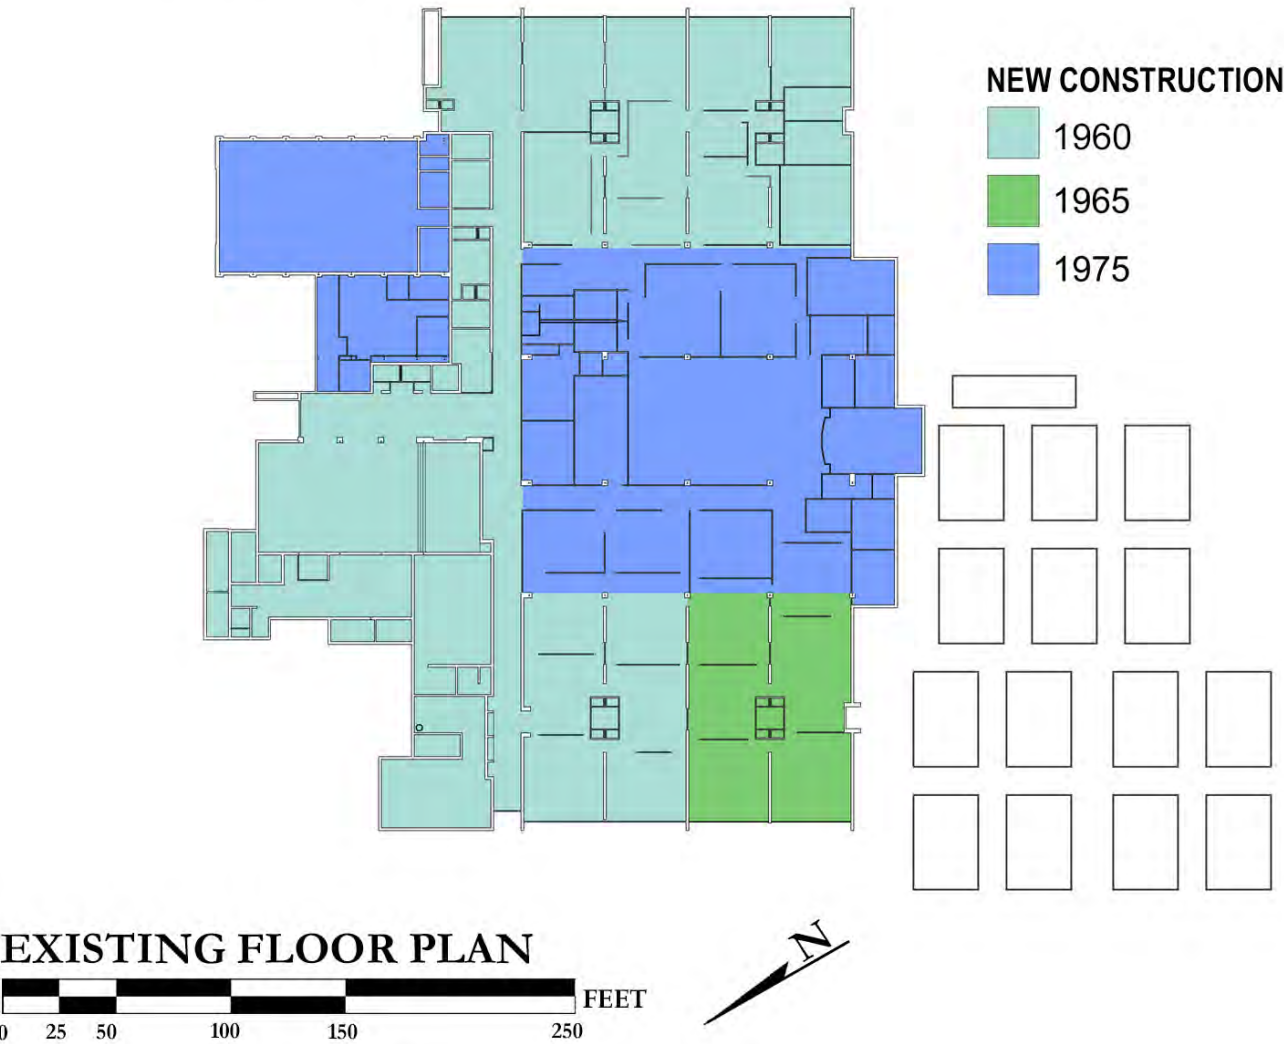 NEW CONSTRUCTION
1960
1965
1975
EXISTING FLOOR PLAN
FEET
0 25 50 100 150 250
N